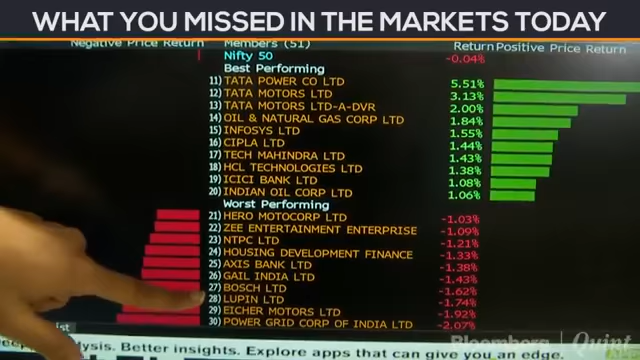 WHAT YOU MISSED IN THE MARKETS TODAY
Negative Price Return Members (51) Return Positive Price Return
Nifty 50 -0.04%
Best Performing
11) TATA POWER CO LTD 5.51%
12) TATA MOTORS LTD 3.13%
13) TATA MOTORS LTD-A-DVR 2.00%
14) OIL & NATURAL GAS CORP LTD 1.84%
15) INFOSYS LTD 1.55%
16) CIPLA LTD 1.44%
17) TECH MAHINDRA LTD 1.43%
18) HCL TECHNOLOGIES LTD 1.38%
19) ICICI BANK LTD 1.08%
20) INDIAN OIL CORP LTD 1.06%
Worst Performing
21) HERO MOTOCORP LTD -1.03%
22) ZEE ENTERTAINMENT ENTERPRISE -1.09%
23) NTPC LTD -1.21%
24) HOUSING DEVELOPMENT FINANCE -1.33%
25) AXIS BANK LTD -1.38%
26) GAIL INDIA LTD -1.43%
27) BOSCH LTD -1.62%
28) LUPIN LTD -1.74%
29) EICHER MOTORS LTD -1.92%
30) POWER GRID CORP OF INDIA LTD -2.07%
Bloomberg Quint
Better insights. Explore apps that can give you an edge.